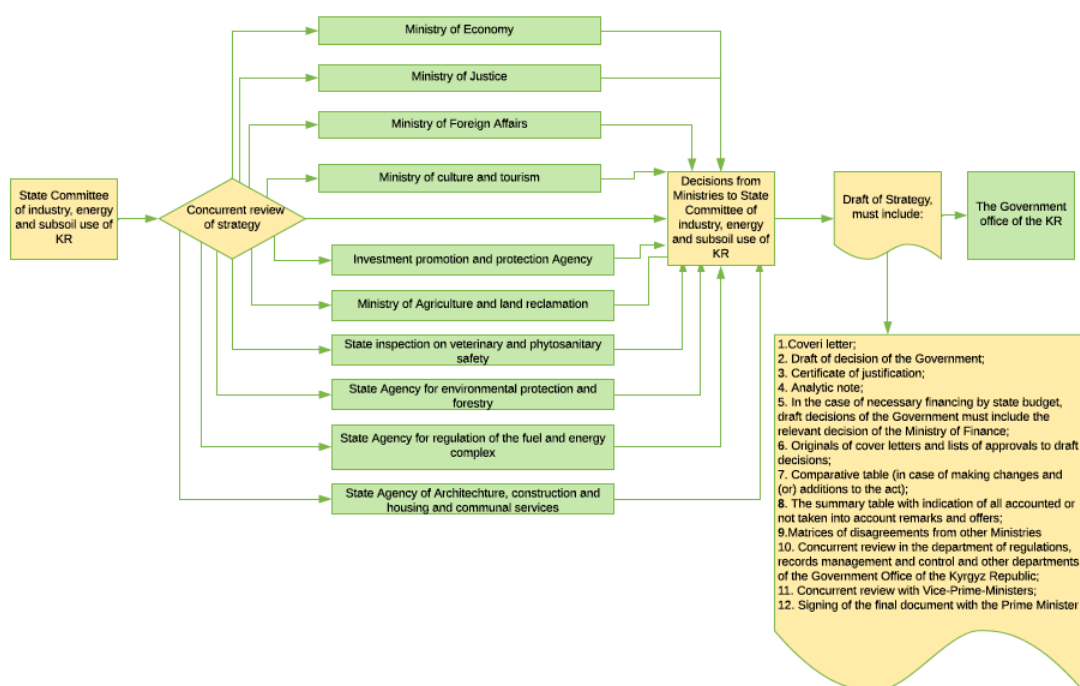 Ministry of Economy
Ministry of Justice
Ministry of Foreign Affairs
Ministry of culture and tourism
State Committee
of industry, energy
and subsoil use of
KR
Concurrent review
of strategy
Decisions from
Ministries to State
Committee of
industry, energy
and subsoil use of
KR
Draft of Strategy,
must include:
The Government
office of the KR
Investment promotion and protection Agency
Ministry of Agriculture and land reclamation
State inspection on veterinary and phytosanitary
safety
State Agency for environmental protection and
forestry
State Agency for regulation of the fuel and energy
complex
State Agency of Architechture, construction and
housing and communal services
1.Coveri letter;
2. Draft of decision of the Government;
3. Certificate of justification;
4. Analytic note;
5. In the case of necessary financing by state budget,
draft decisions of the Government must include the
relevant decision of the Ministry of Finance;
6. Originals of cover letters and lists of approvals to draft
decisions;
7. Comparative table (in case of making changes and
(or) additions to the act);
8. The summary table with indication of all accounted or
not taken into account remarks and offers;
9.Matrices of disagreements from other Ministries
10. Concurrent review in the department of regulations,
records management and control and other departments
of the Government Office of the Kyrgyz Republic;
11. Concurrent review with Vice-Prime-Ministers;
12. Signing of the final document with the Prime Minister